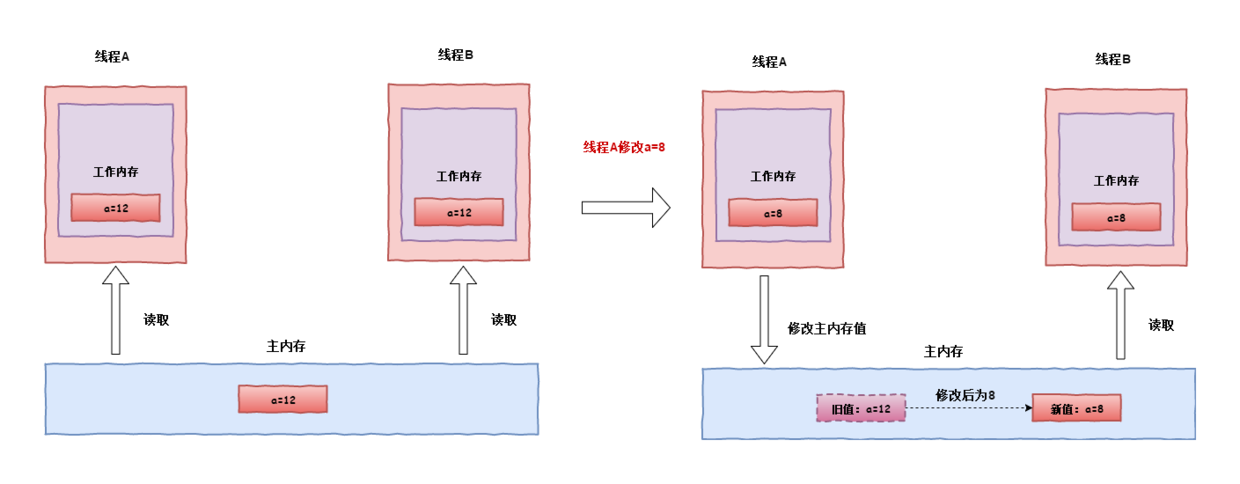 线程A
线程B
工作内存
a=12
工作内存
a=12
读取
读取
主内存
a=12
线程A修改a=8
线程A
线程B
工作内存
a=8
工作内存
a=8
修改主内存值
读取
主内存
旧值：a=12
修改后为8
新值：a=8